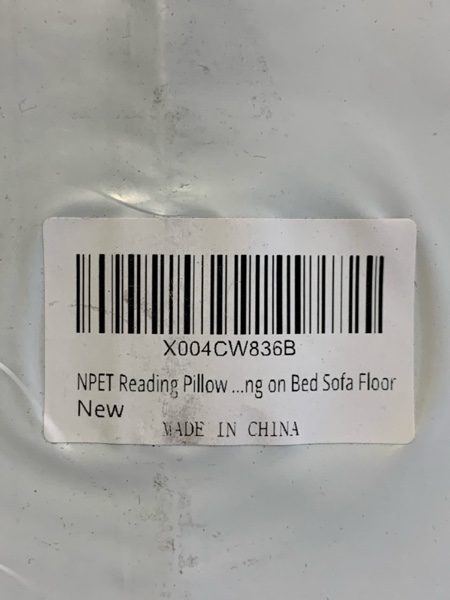 X004CW836B
NPET Reading Pillow ...ng on Bed Sofa Floor
New
MADE IN CHINA